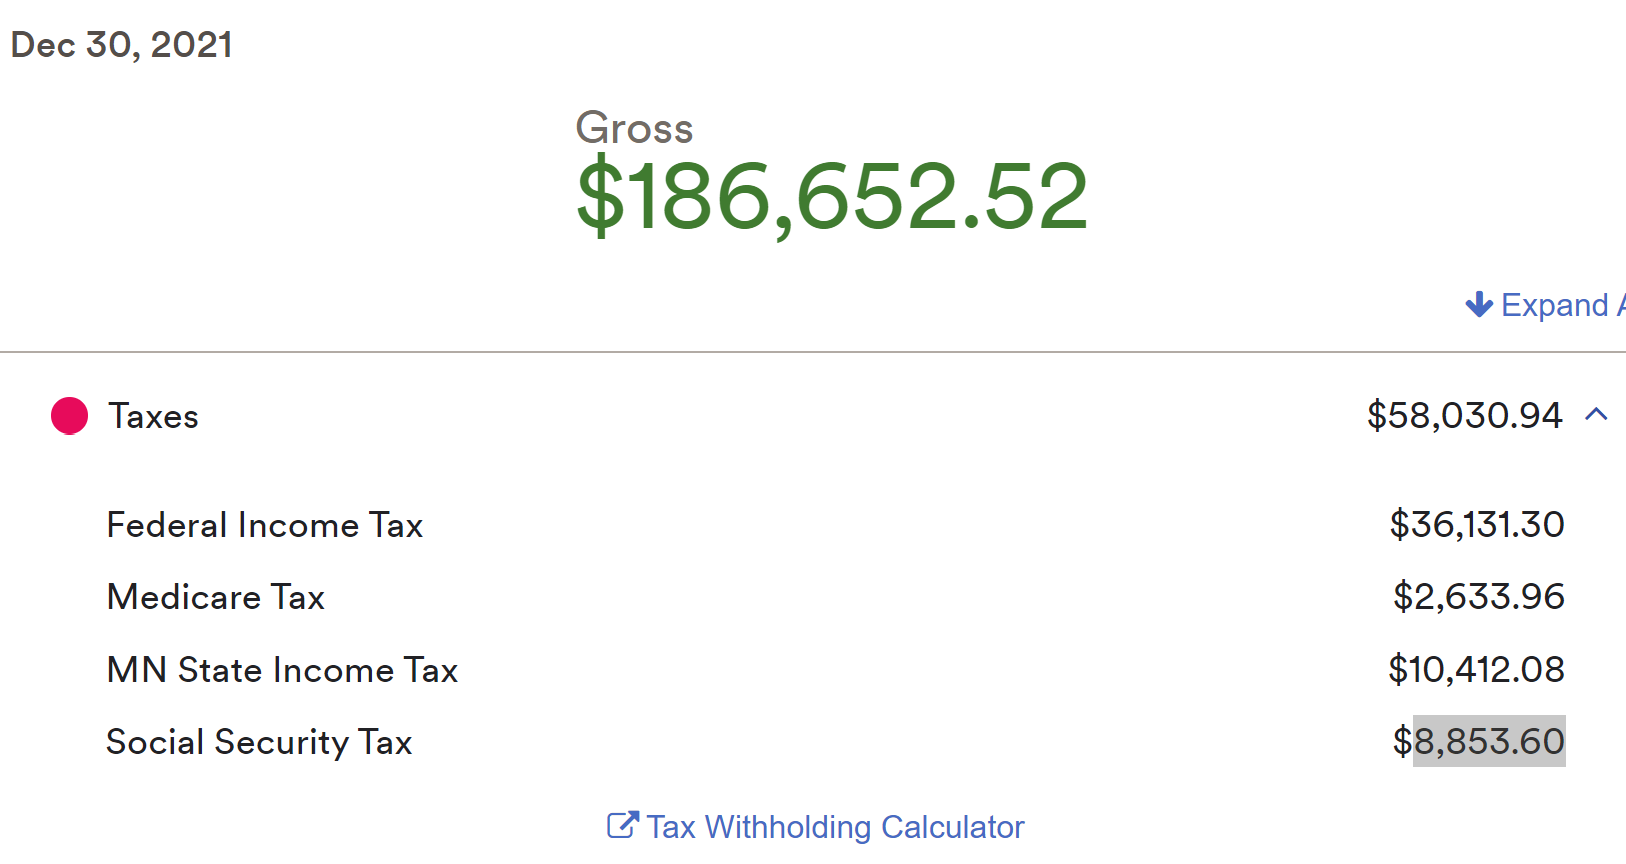 Dec 30, 2021
Gross
$186,652.52
Expand A
Taxes $58,030.94
Federal Income Tax $36,131.30
Medicare Tax $2,633.96
MN State Income Tax $10,412.08
Social Security Tax $8,853.60
Tax Withholding Calculator